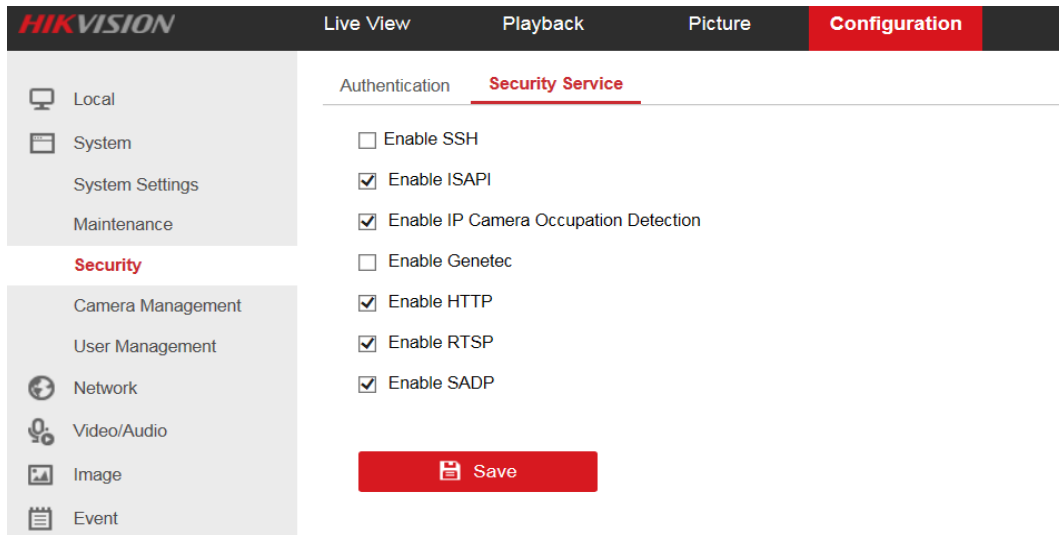 HIKVISION Live View Playback Picture Configuration
Local
System
System Settings
Maintenance
Security
Camera Management
User Management
Network
Video/Audio
Image
Event
Authentication Security Service
Enable SSH
Enable ISAPI
Enable IP Camera Occupation Detection
Enable Genetec
Enable HTTP
Enable RTSP
Enable SADP
Save